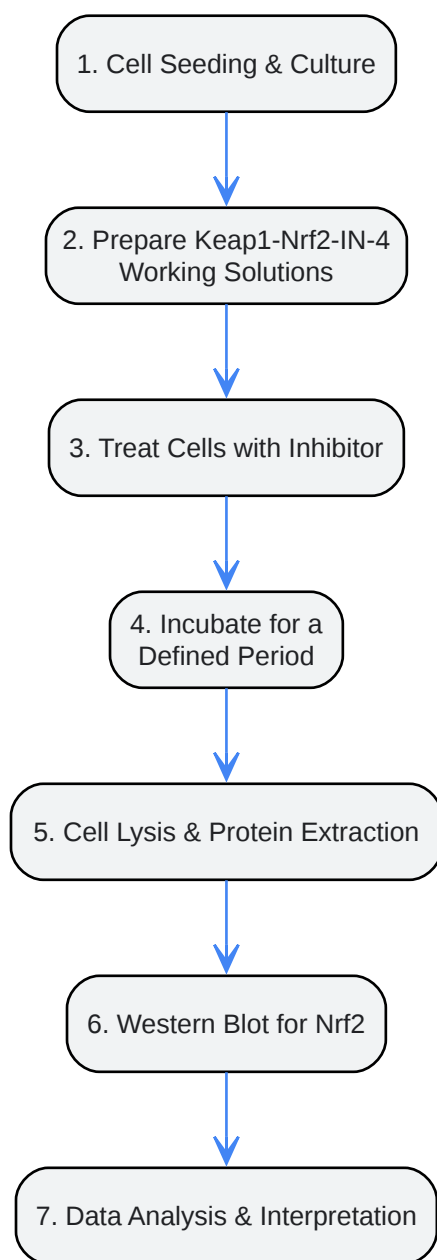 1. Cell Seeding & Culture
2. Prepare Keap1-Nrf2-IN-4
Working Solutions
3. Treat Cells with Inhibitor
4. Incubate for a
Defined Period
5. Cell Lysis & Protein Extraction
6. Western Blot for Nrf2
7. Data Analysis & Interpretation